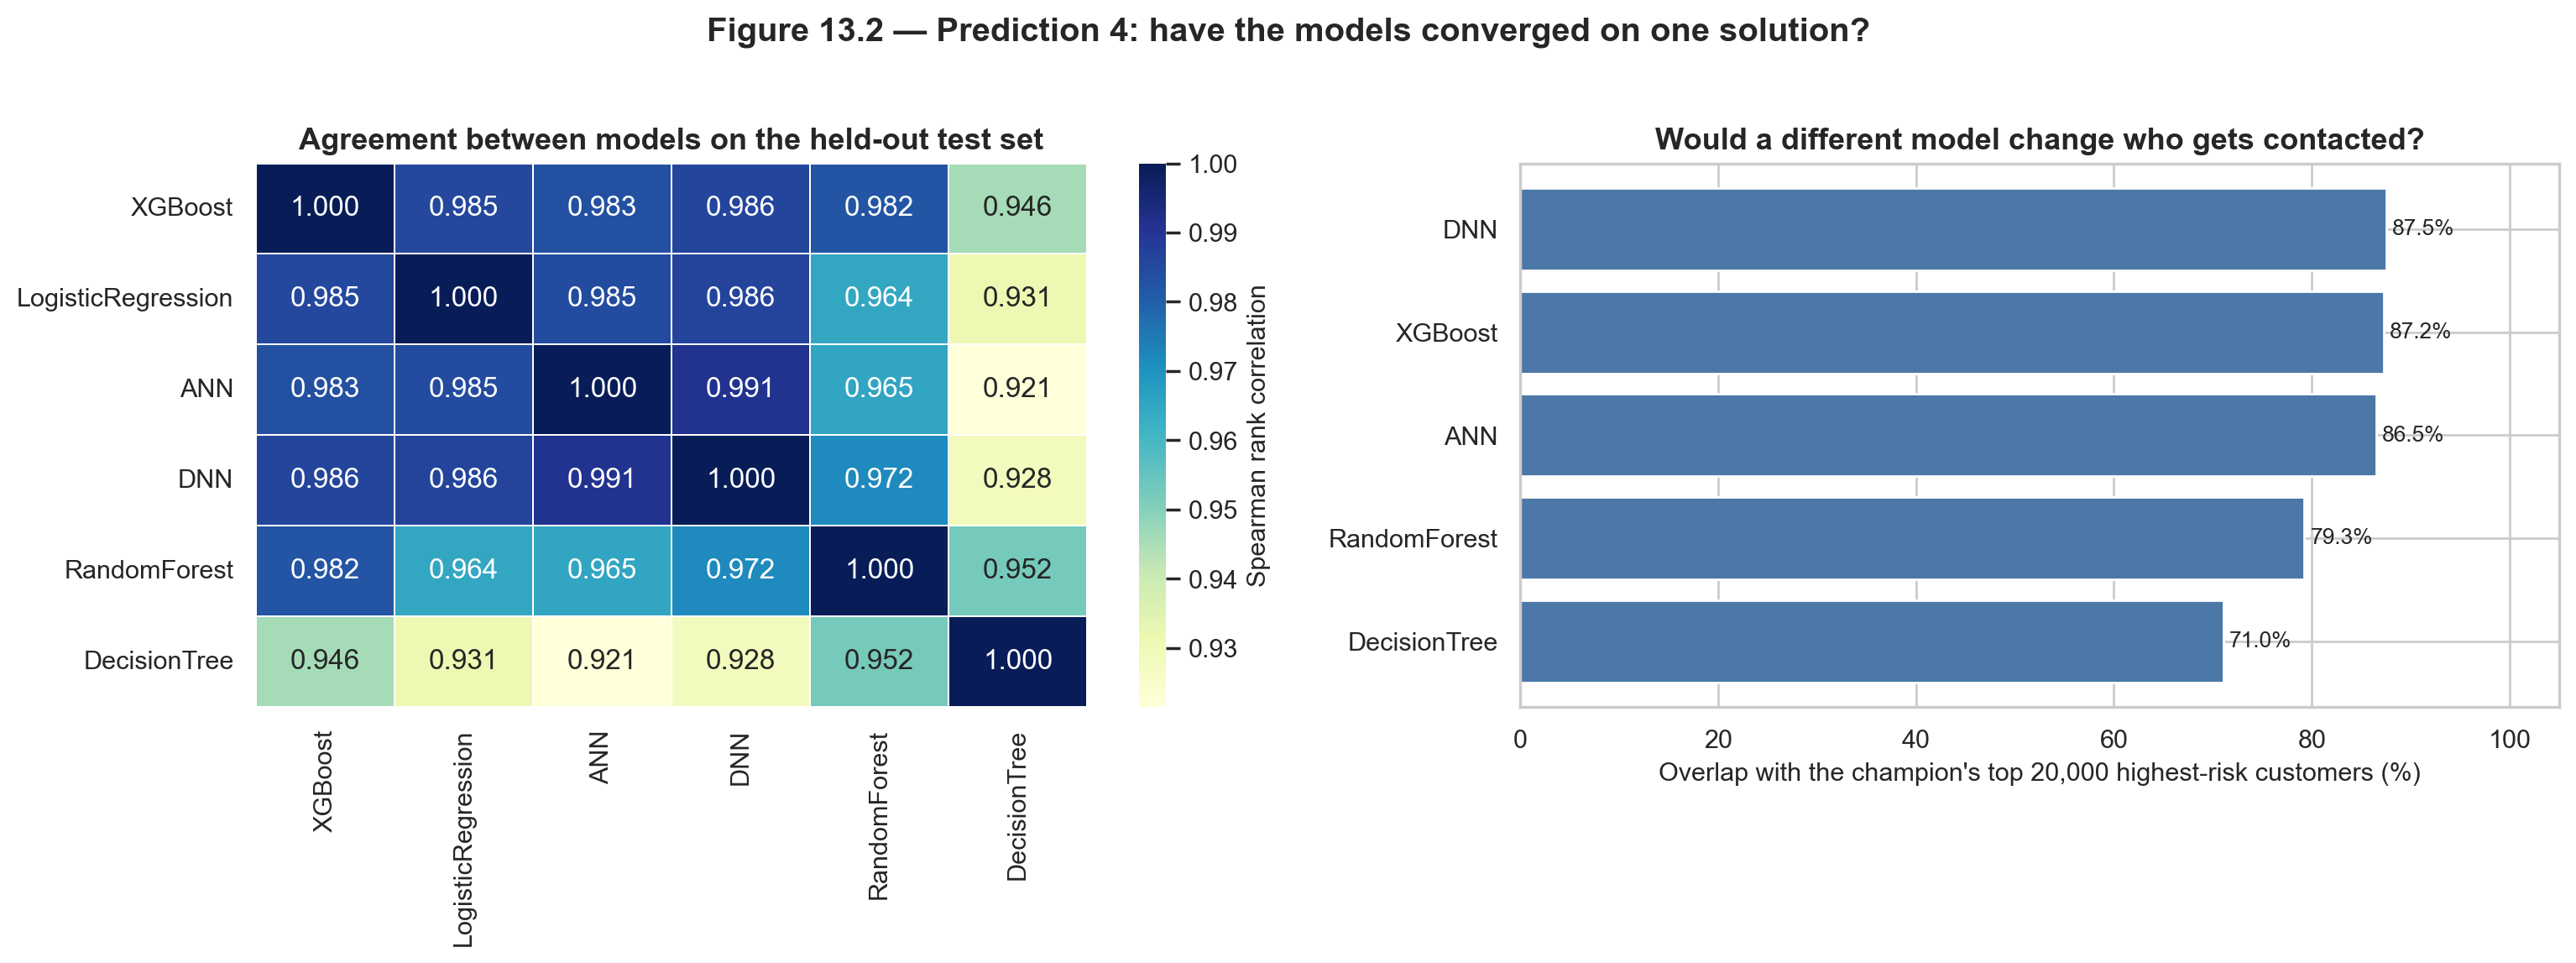 Figure 13.2 — Prediction 4: have the models converged on one solution?
Agreement between models on the held-out test set
XGBoost 1.000 0.985 0.983 0.986 0.982 0.946
LogisticRegression 0.985 1.000 0.985 0.986 0.964 0.931
ANN 0.983 0.985 1.000 0.991 0.965 0.921
DNN 0.986 0.986 0.991 1.000 0.972 0.928
RandomForest 0.982 0.964 0.965 0.972 1.000 0.952
DecisionTree 0.946 0.931 0.921 0.928 0.952 1.000
XGBoost
LogisticRegression
ANN
DNN
RandomForest
DecisionTree
1.00
0.99
0.98
0.97
0.96
0.95
0.94
0.93
Spearman rank correlation
Would a different model change who gets contacted?
DNN 87.5%
XGBoost 87.2%
ANN 86.5%
RandomForest 79.3%
DecisionTree 71.0%
0 20 40 60 80 100
Overlap with the champion's top 20,000 highest-risk customers (%)